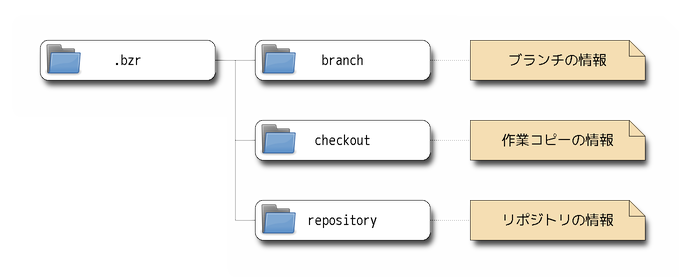 .bzr
branch
ブランチの情報
checkout
作業コピーの情報
repository
リポジトリの情報